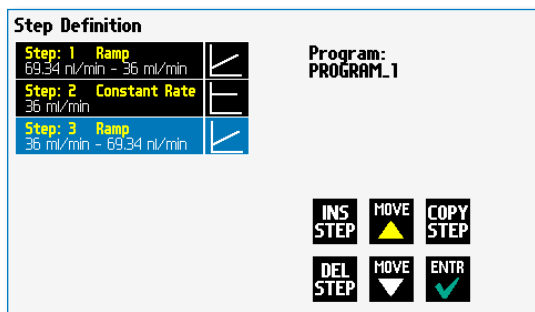 Step Definition
Step: 1 Ramp
69.34 nl/min - 36 ml/min
Step: 2 Constant Rate
36 ml/min
Step: 3 Ramp
36 ml/min - 69.34 nl/min
Program:
PROGRAM_1
INS STEP
MOVE
COPY STEP
DEL STEP
MOVE
ENTR